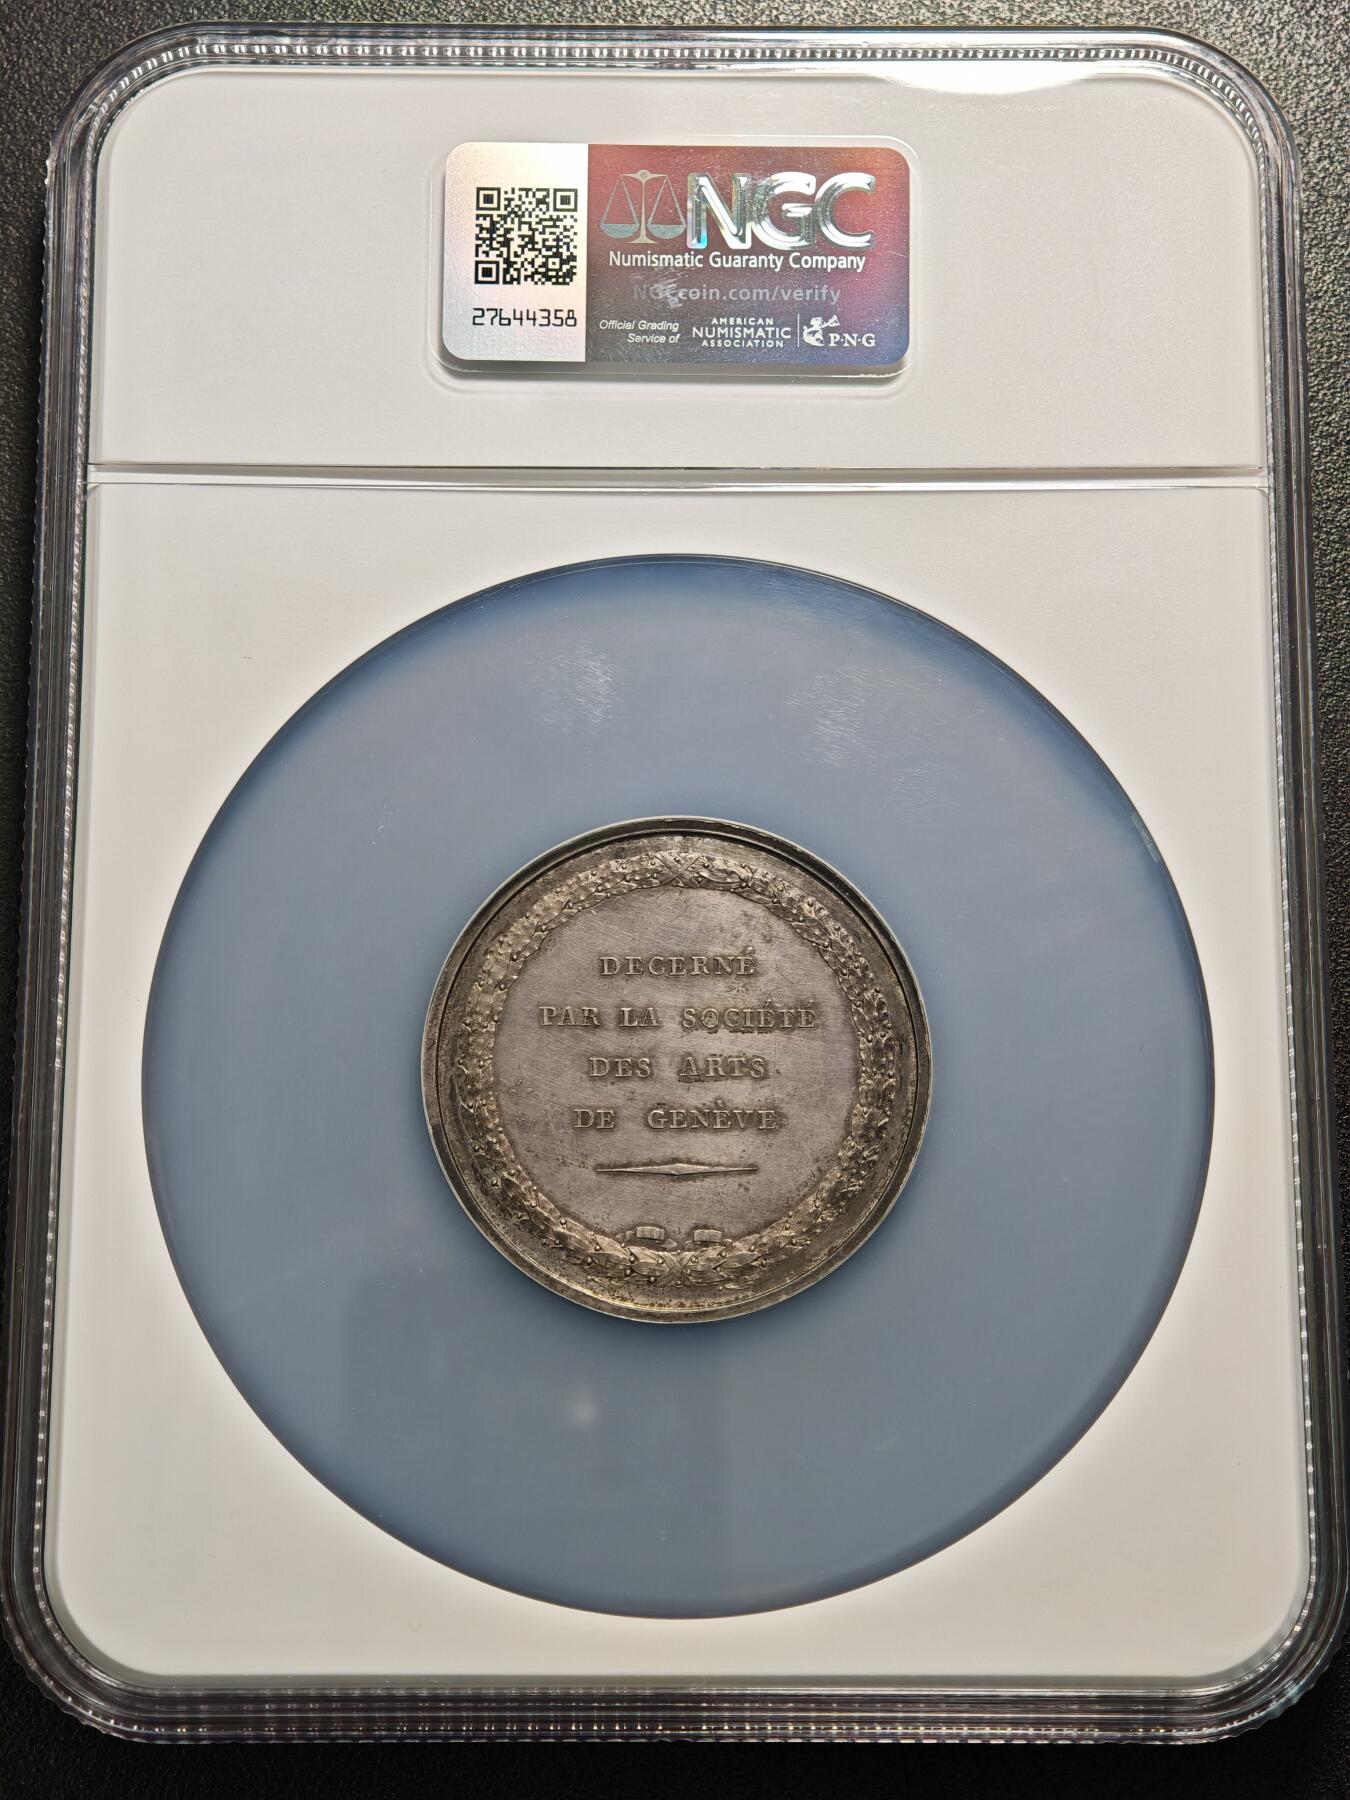 NGC
Numismatic Guaranty Company
NGCcoin.com/verify
27644358
Official Grading
Service of
AMERICAN
NUMISMATIC
ASSOCIATION
P·N·G
DECERNÉ
PAR LA SOCIÉTÉ
DES ARTS
DE GENÈVE